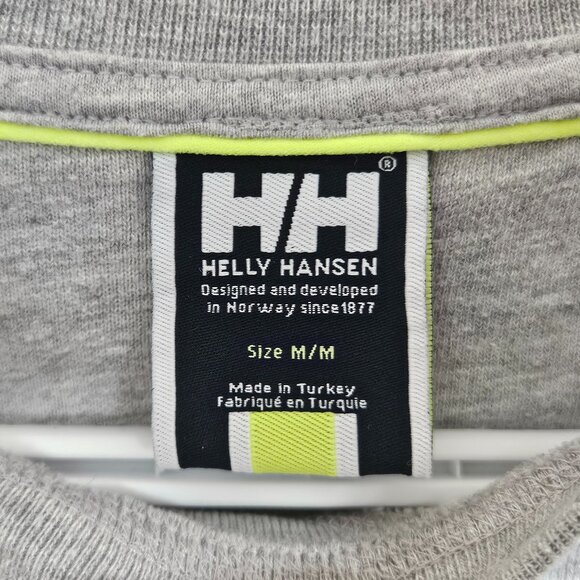 HH®
HELLY HANSEN
Designed and developed
in Norway since1877
Size M/M
Made in Turkey
Fabriqué en Turquie